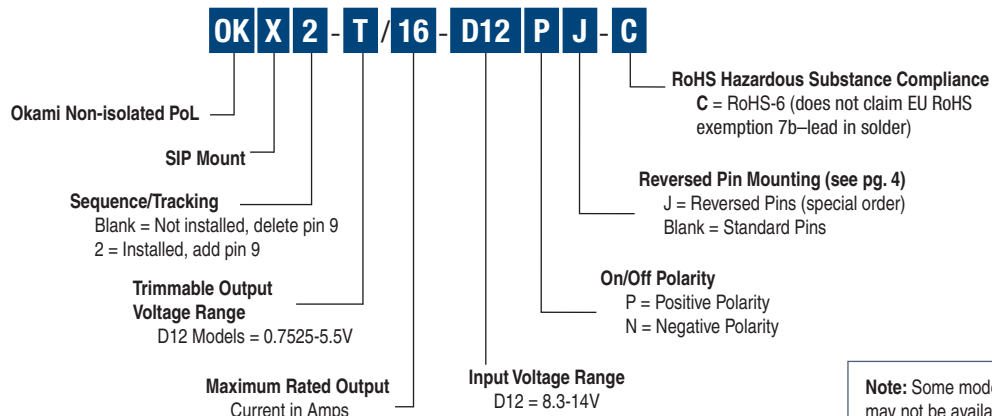 OK X 2 - T / 16 - D12 P J - C
Okami Non-isolated PoL
SIP Mount
Sequence/Tracking
Blank = Not installed, delete pin 9
2 = Installed, add pin 9
Trimmable Output
Voltage Range
D12 Models = 0.7525-5.5V
Maximum Rated Output
Current in Amps
Input Voltage Range
D12 = 8.3-14V
On/Off Polarity
P = Positive Polarity
N = Negative Polarity
Reversed Pin Mounting (see pg. 4)
J = Reversed Pins (special order)
Blank = Standard Pins
RoHS Hazardous Substance Compliance
C = RoHS-6 (does not claim EU RoHS
exemption 7b–lead in solder)
Note: Some mode
may not be availa